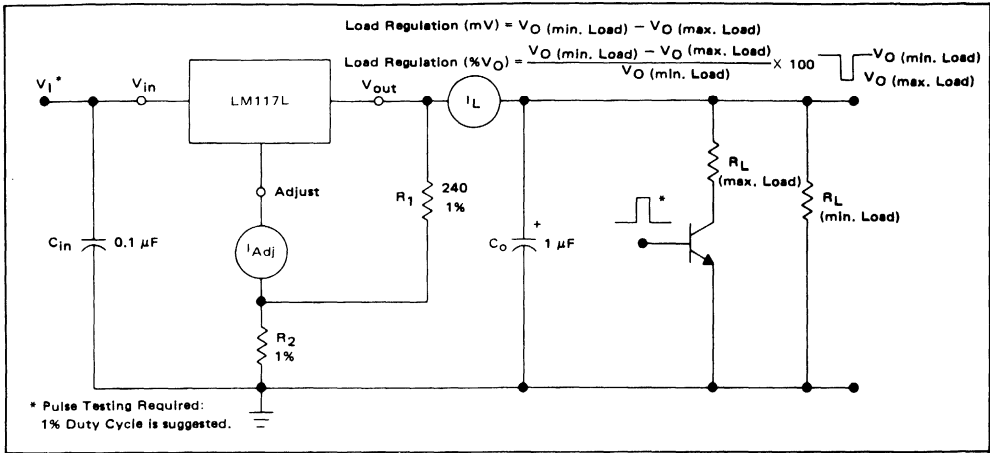 Load Regulation (mV) = VO (min. Load) − VO (max. Load)
Load Regulation (%VO) = VO (min. Load) − VO (max. Load) / VO (min. Load) X 100
VO (min. Load)
VO (max. Load)
VI*
Vin
LM117L
Vout
IL
Adjust
R1
240
1%
RL
(max. Load)
RL
(min. Load)
*
Cin
0.1 µF
IAdj
CO
+
1 µF
R2
1%
* Pulse Testing Required:
1% Duty Cycle is suggested.